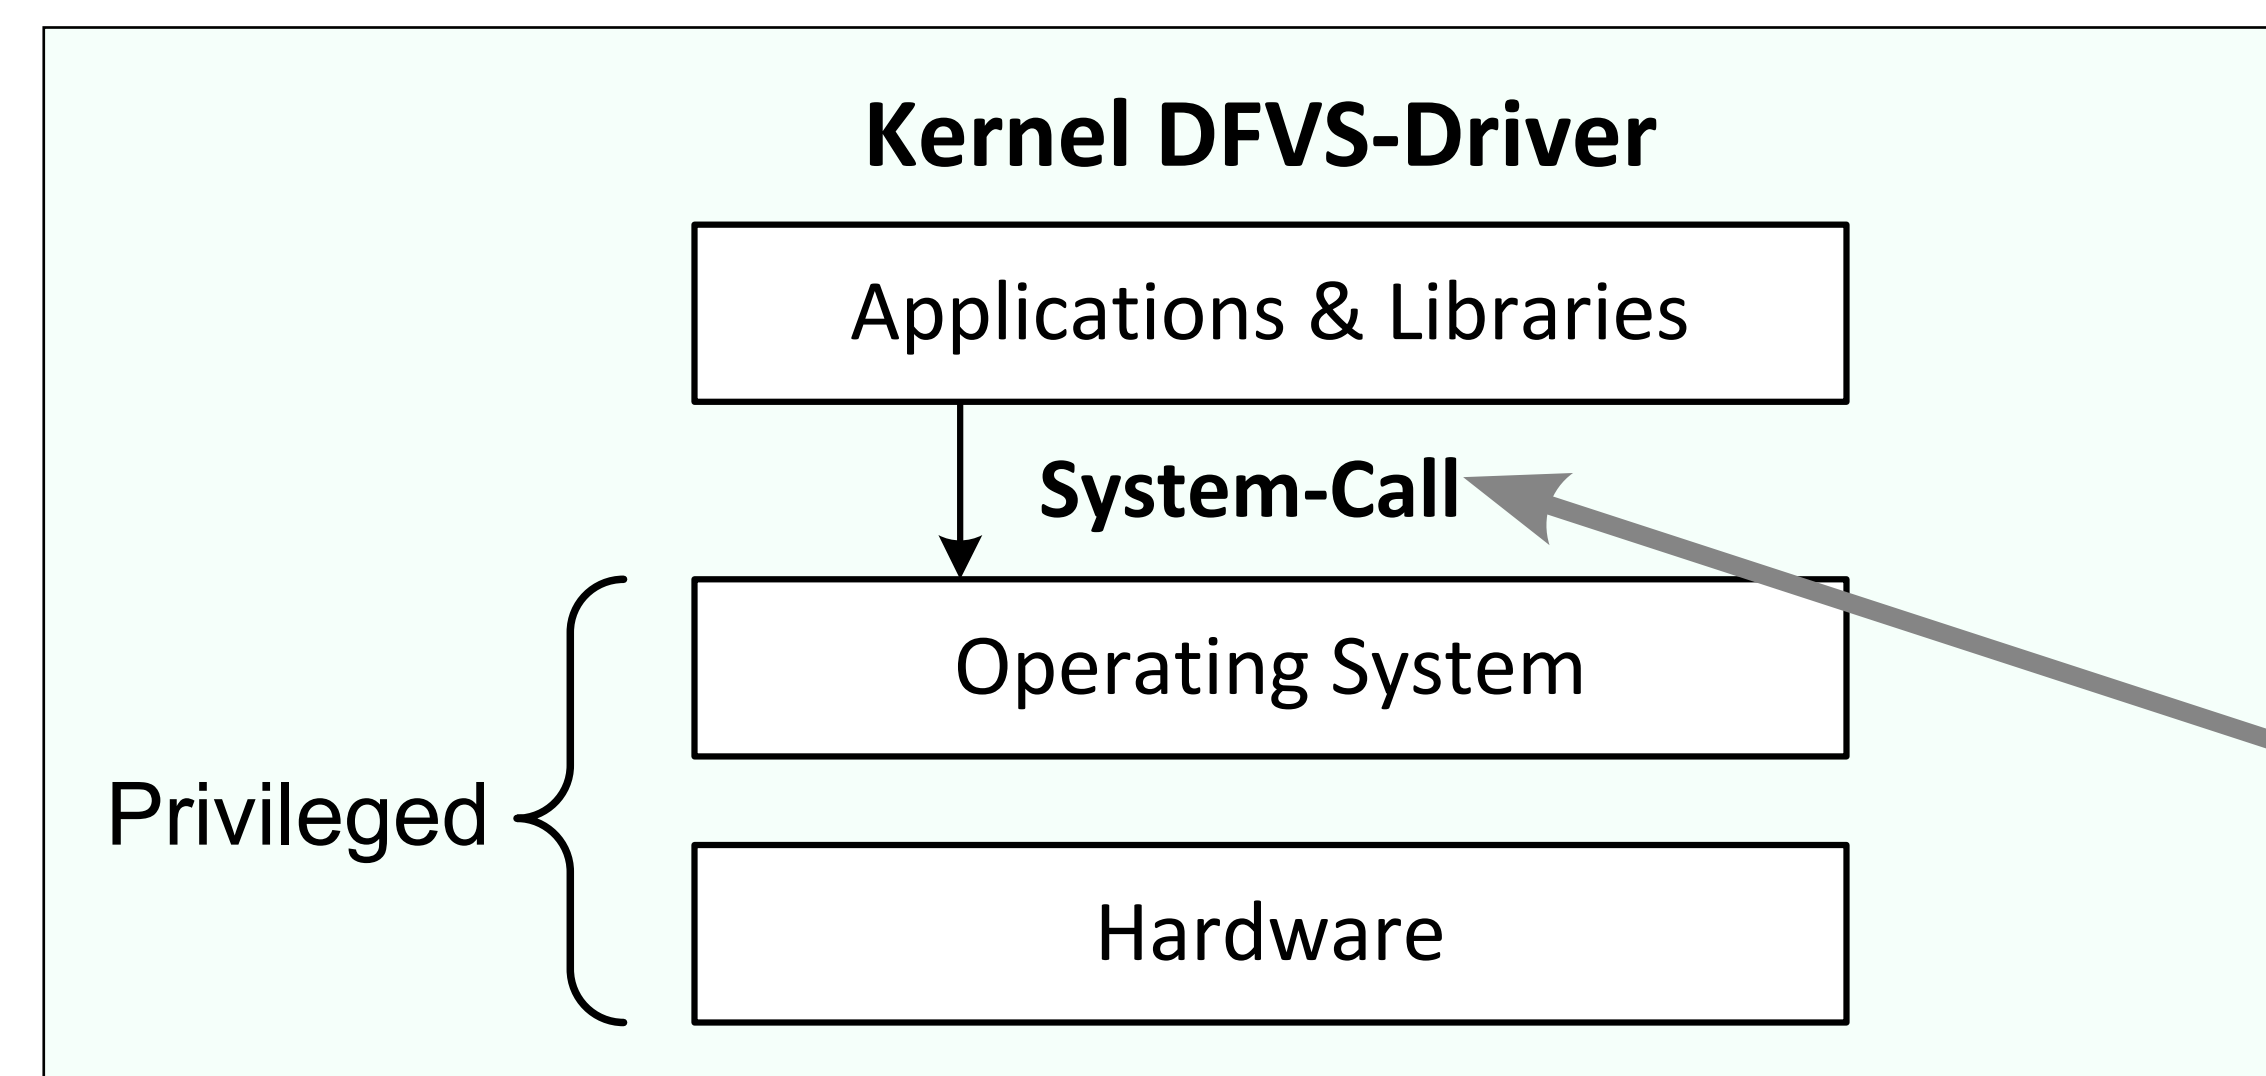 Kernel DFVS-Driver
Applications & Libraries
System-Call
Operating System
Privileged
Hardware